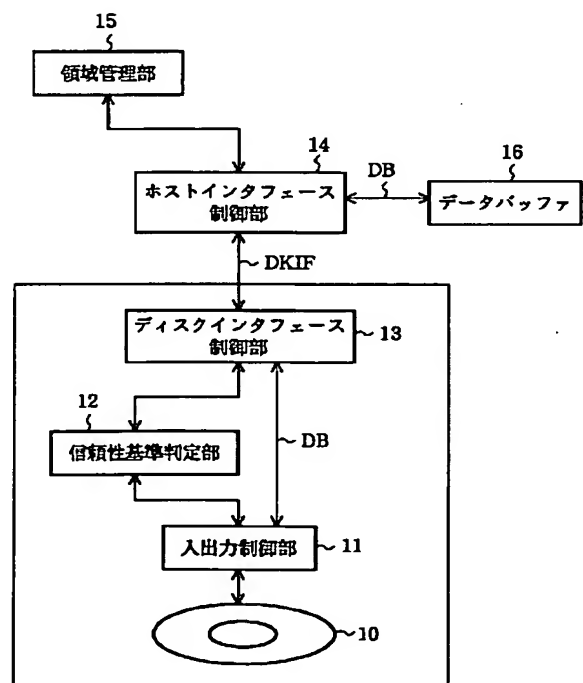 15
領域管理部
14
ホストインタフェース
制御部
DB
16
データバッファ
DKIF
ディスクインタフェース
制御部
13
12
信頼性基準判定部
DB
入出力制御部
11
10